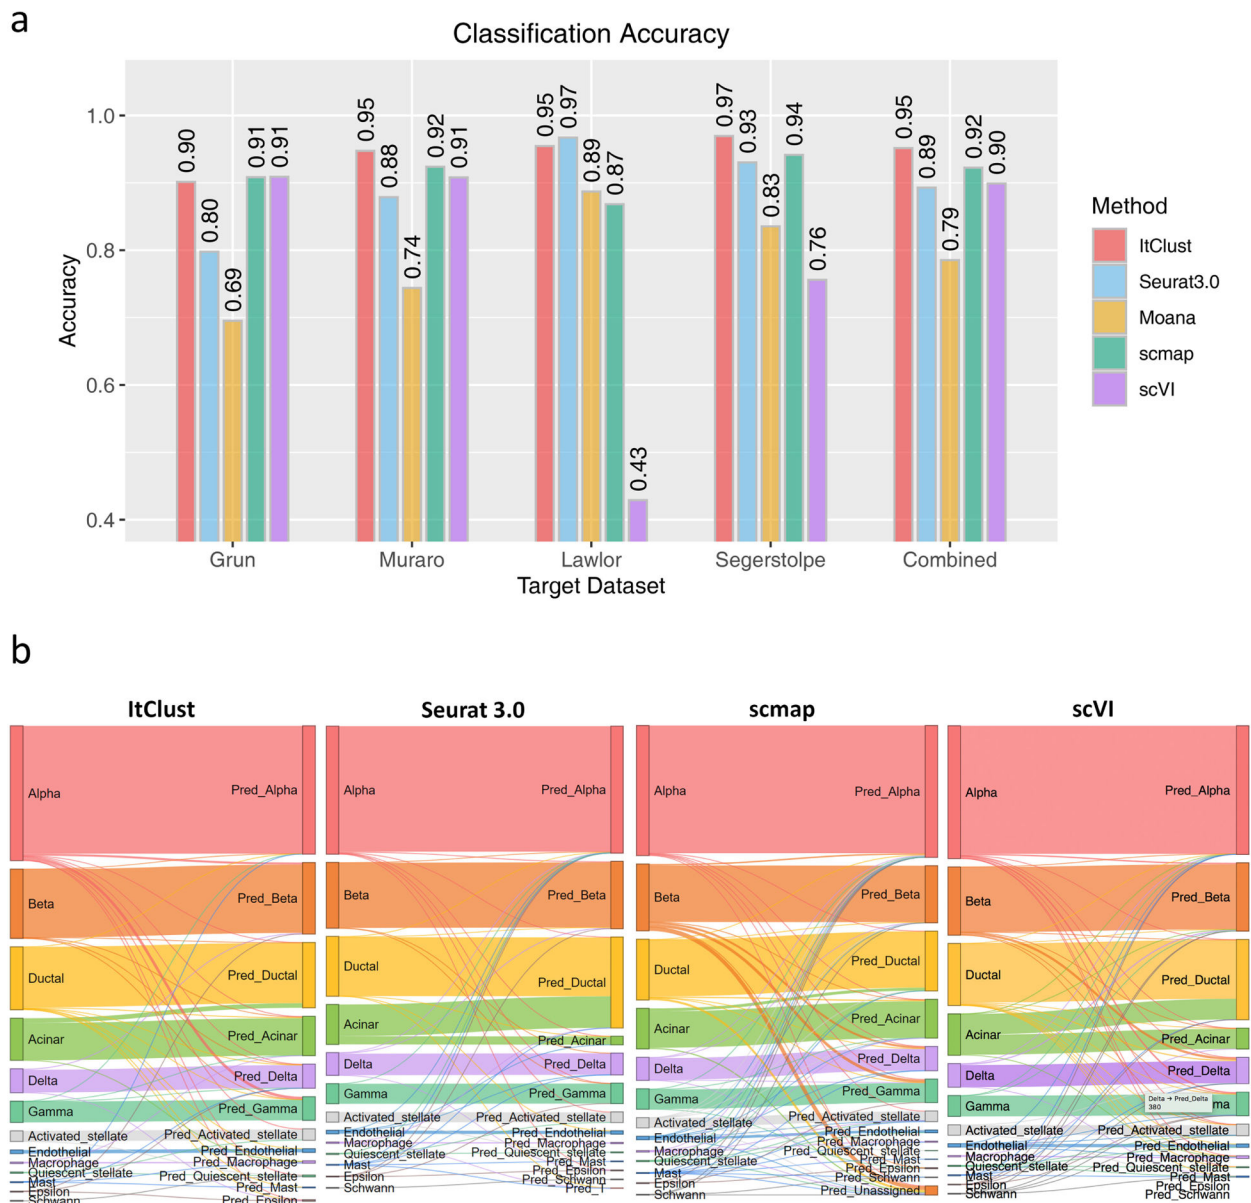 a
Classification Accuracy
1.0
0.8
0.6
0.4
Accuracy
0.90
0.80
0.69
0.91
0.91
0.95
0.88
0.74
0.92
0.91
0.95
0.97
0.89
0.87
0.43
0.97
0.93
0.83
0.94
0.76
0.95
0.89
0.79
0.92
0.90
Grun
Muraro
Lawlor
Segerstolpe
Combined
Target Dataset
Method
ItClust
Seurat3.0
Moana
scmap
scVI
b
ItClust
Alpha
Beta
Ductal
Acinar
Delta
Gamma
Activated_stellate
Endothelial
Macrophage
Quiescent_stellate
Mast
Epsilon
Schwann
Pred_Alpha
Pred_Beta
Pred_Ductal
Pred_Acinar
Pred_Delta
Pred_Gamma
Pred_Activated_stellate
Pred_Endothelial
Pred_Macrophage
Pred_Quiescent_stellate
Pred_Mast
Pred_Epsilon
Seurat 3.0
Alpha
Beta
Ductal
Acinar
Delta
Gamma
Activated_stellate
Endothelial
Macrophage
Quiescent_stellate
Mast
Epsilon
Schwann
Pred_Alpha
Pred_Beta
Pred_Ductal
Pred_Acinar
Pred_Delta
Pred_Gamma
Pred_Activated_stellate
Pred_Endothelial
Pred_Macrophage
Pred_Quiescent_stellate
Pred_Mast
Pred_Epsilon
Pred_Schwann
scmap
Alpha
Beta
Ductal
Acinar
Delta
Gamma
Activated_stellate
Endothelial
Macrophage
Quiescent_stellate
Mast
Epsilon
Schwann
Pred_Alpha
Pred_Beta
Pred_Ductal
Pred_Acinar
Pred_Delta
Pred_Gamma
Pred_Activated_stellate
Pred_Macrophage
Pred_Quiescent_stellate
Pred_Mast
Pred_Epsilon
Pred_Schwann
Pred_Unassigned
scVI
Alpha
Beta
Ductal
Acinar
Delta
Gamma
Activated_stellate
Endothelial
Macrophage
Quiescent_stellate
Mast
Epsilon
Schwann
Pred_Alpha
Pred_Beta
Pred_Ductal
Pred_Acinar
Pred_Delta
Delta → Pred_Delta
380
ma
Pred_Activated_stellate
Pred_Endothelial
Pred_Macrophage
Pred_Quiescent_stellate
Pred_Mast
Pred_Epsilon
Pred_Schwann